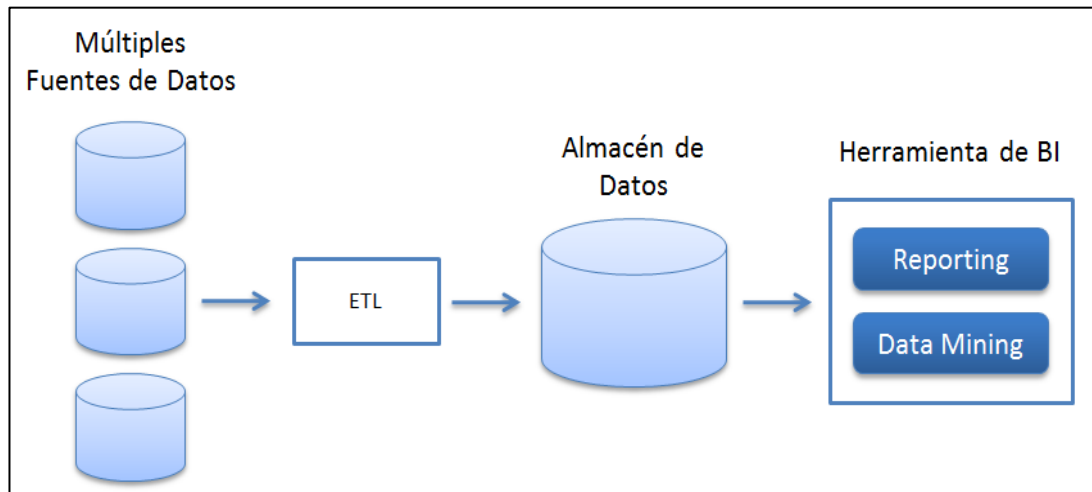 Múltiples
Fuentes de Datos
ETL
Almacén de
Datos
Herramienta de BI
Reporting
Data Mining